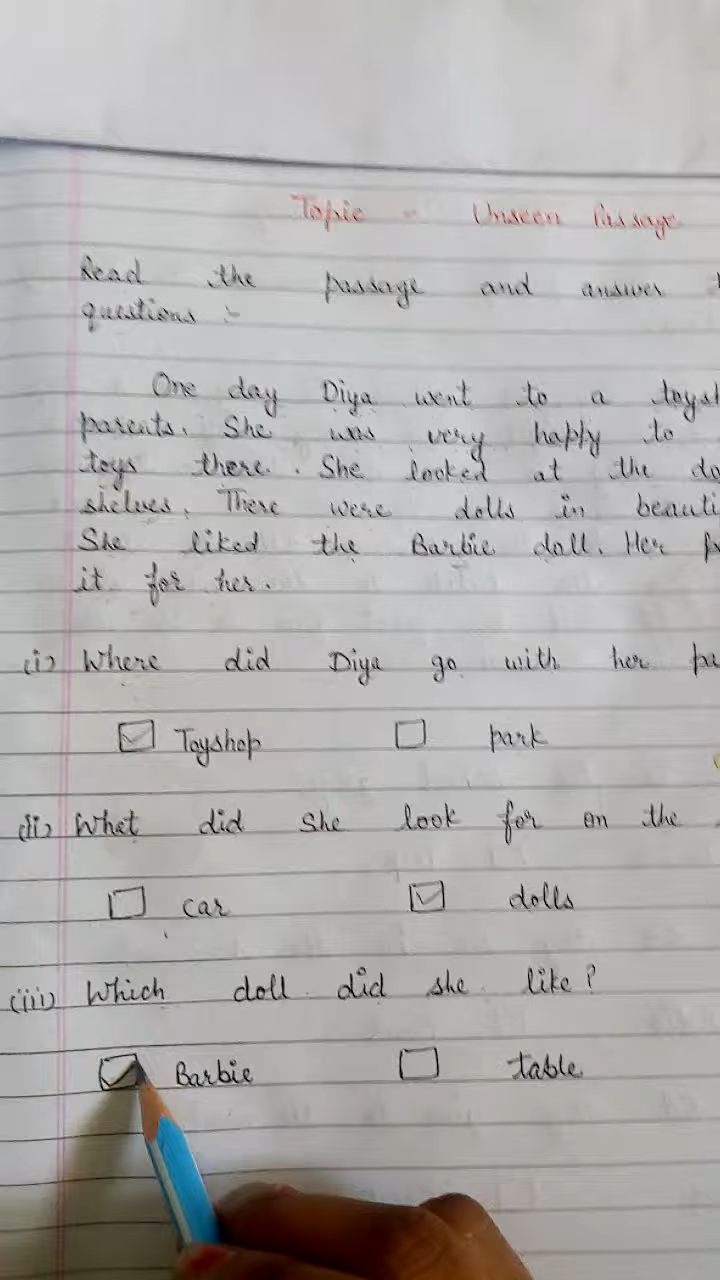 Topic - Unseen Passage
Read the passage and answer
questions :-
One day Diya went to a
parents. She was very happy to
toys there. She looked at the
shelves. There were dolls in
She liked the Barbie doll. Her
it for her.
(i) Where did Diya go with her
Toyshop park
(ii) What did she look for on the
car dolls
(iii) Which doll did she like?
Barbie table